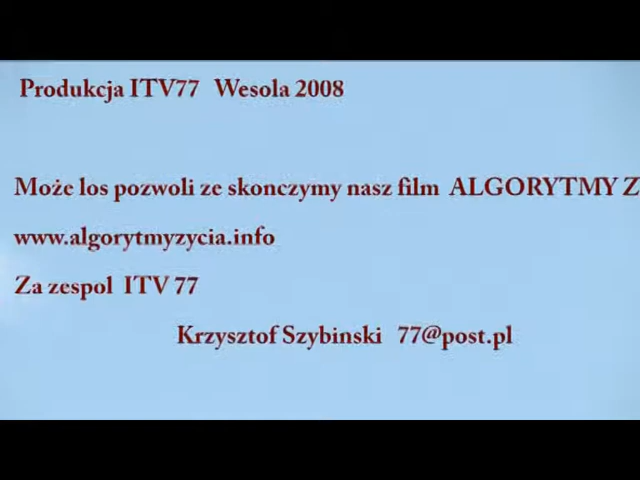 Produkcja ITV77 Wesola 2008
Może los pozwoli ze skonczymy nasz film ALGORYTMY Z
www.algorytmyzycia.info
Za zespol ITV 77
Krzysztof Szybinski 77@post.pl